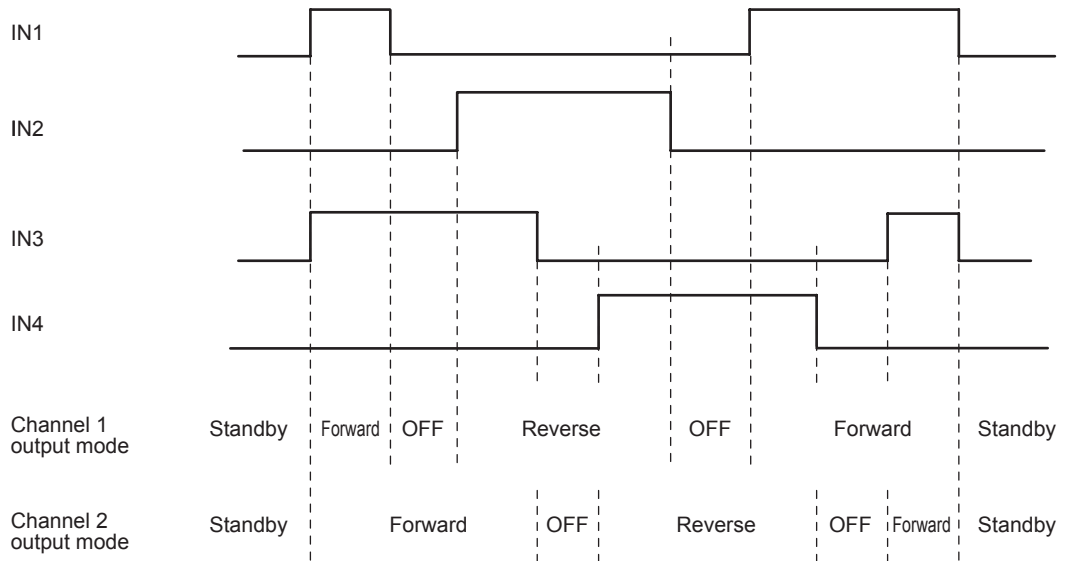 IN1
IN2
IN3
IN4
Channel 1
output mode
Standby Forward OFF Reverse OFF Forward Standby
Channel 2
output mode
Standby Forward OFF Reverse OFF Forward Standby